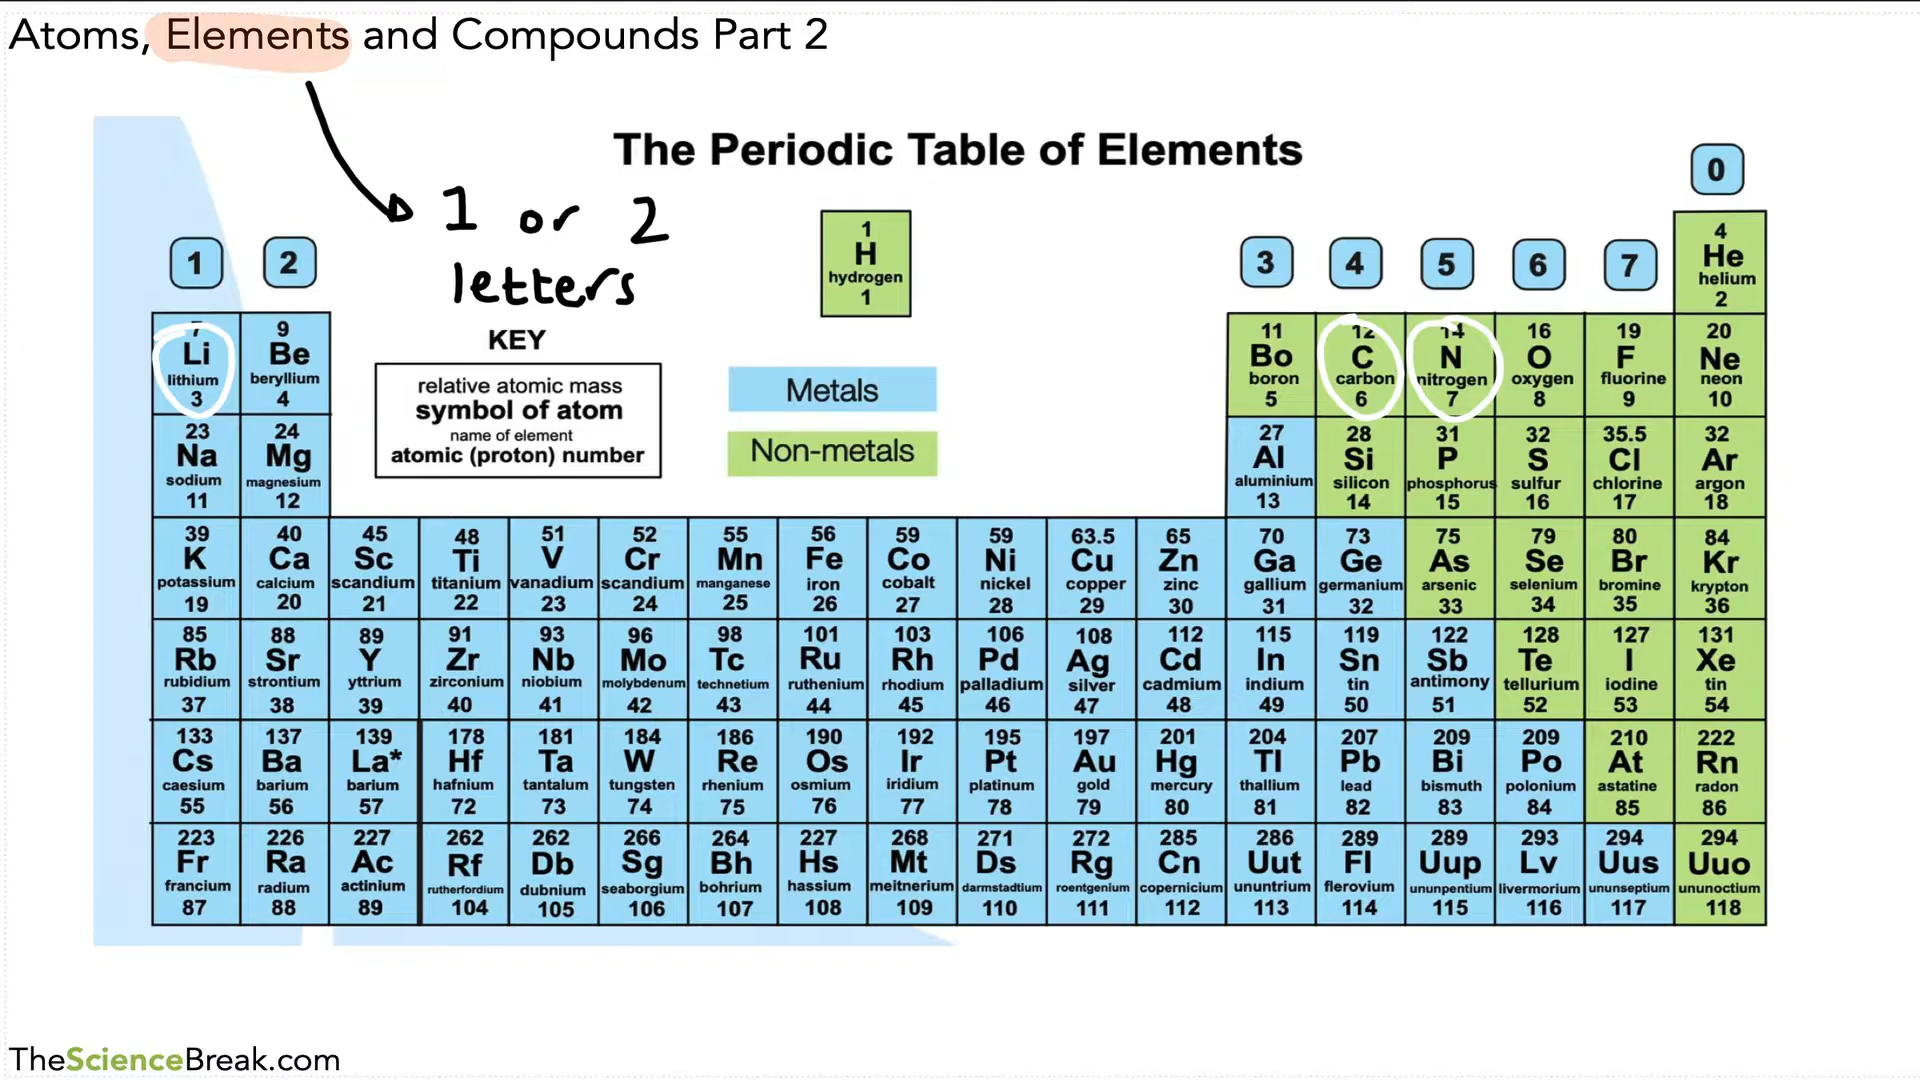 Atoms, Elements and Compounds Part 2
The Periodic Table of Elements
1 or 2
letters
0
1
2
3
4
5
6
7
1
H
hydrogen
1
4
He
helium
2
KEY
relative atomic mass
symbol of atom
name of element
atomic (proton) number
Metals
Non-metals
7 9 11 12 14 16 19 20
Li Be Bo C N O F Ne
lithium beryllium boron carbon nitrogen oxygen fluorine neon
3 4 5 6 7 8 9 10
23 24 27 28 31 32 35.5 32
Na Mg Al Si P S Cl Ar
sodium magnesium aluminium silicon phosphorus sulfur chlorine argon
11 12 13 14 15 16 17 18
39 40 45 48 51 52 55 56 59 59 63.5 65 70 73 75 79 80 84
K Ca Sc Ti V Cr Mn Fe Co Ni Cu Zn Ga Ge As Se Br Kr
potassium calcium scandium titanium vanadium scandium manganese iron cobalt nickel copper zinc gallium germanium arsenic selenium bromine krypton
19 20 21 22 23 24 25 26 27 28 29 30 31 32 33 34 35 36
85 88 89 91 93 96 98 101 103 106 108 112 115 119 122 128 127 131
Rb Sr Y Zr Nb Mo Tc Ru Rh Pd Ag Cd In Sn Sb Te I Xe
rubidium strontium yttrium zirconium niobium molybdenum technetium ruthenium rhodium palladium silver cadmium indium tin antimony tellurium iodine tin
37 38 39 40 41 42 43 44 45 46 47 48 49 50 51 52 53 54
133 137 139 178 181 184 186 190 192 195 197 201 204 207 209 209 210 222
Cs Ba La* Hf Ta W Re Os Ir Pt Au Hg Tl Pb Bi Po At Rn
caesium barium barium hafnium tantalum tungsten rhenium osmium iridium platinum gold mercury thallium lead bismuth polonium astatine radon
55 56 57 72 73 74 75 76 77 78 79 80 81 82 83 84 85 86
223 226 227 262 262 266 264 227 268 271 272 285 286 289 289 293 294 294
Fr Ra Ac Rf Db Sg Bh Hs Mt Ds Rg Cn Uut Fl Uup Lv Uus Uuo
francium radium actinium rutherfordium dubnium seaborgium bohrium hassium meitnerium darmstadtium roentgenium copernicium ununtrium flerovium ununpentium livermorium ununseptium ununoctium
87 88 89 104 105 106 107 108 109 110 111 112 113 114 115 116 117 118
TheScienceBreak.com